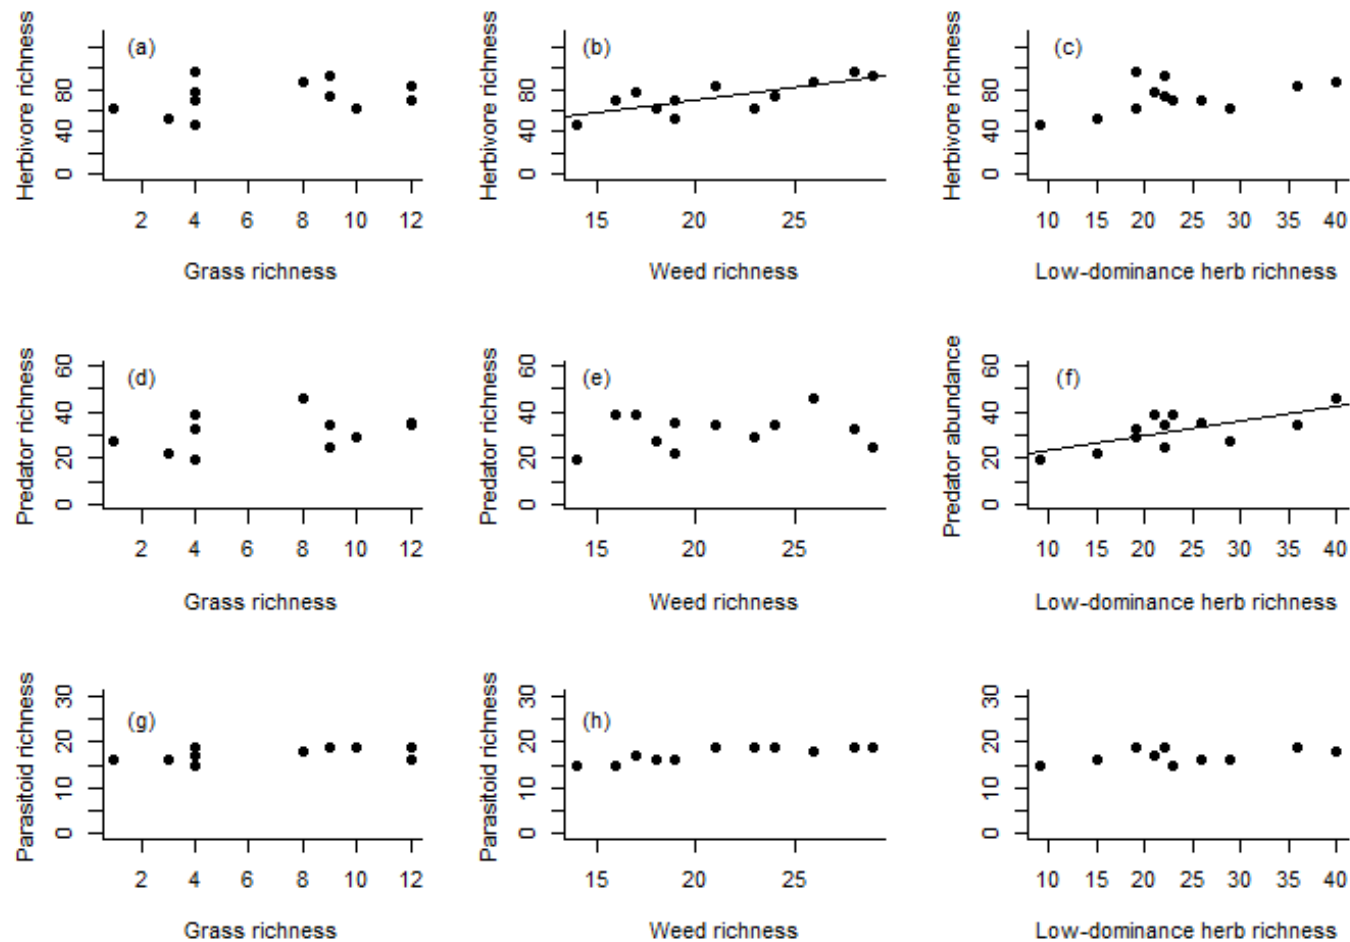 Herbivore richness
(a)
0 40 80
2 4 6 8 10 12
Grass richness
Herbivore richness
(b)
0 40 80
15 20 25
Weed richness
Herbivore richness
(c)
0 40 80
10 15 20 25 30 35 40
Low-dominance herb richness
Predator richness
(d)
0 20 40 60
2 4 6 8 10 12
Grass richness
Predator richness
(e)
0 20 40 60
15 20 25
Weed richness
Predator abundance
(f)
0 20 40 60
10 15 20 25 30 35 40
Low-dominance herb richness
Parasitoid richness
(g)
0 10 20 30
2 4 6 8 10 12
Grass richness
Parasitoid richness
(h)
0 10 20 30
15 20 25
Weed richness
0 10 20 30
10 15 20 25 30 35 40
Low-dominance herb richness